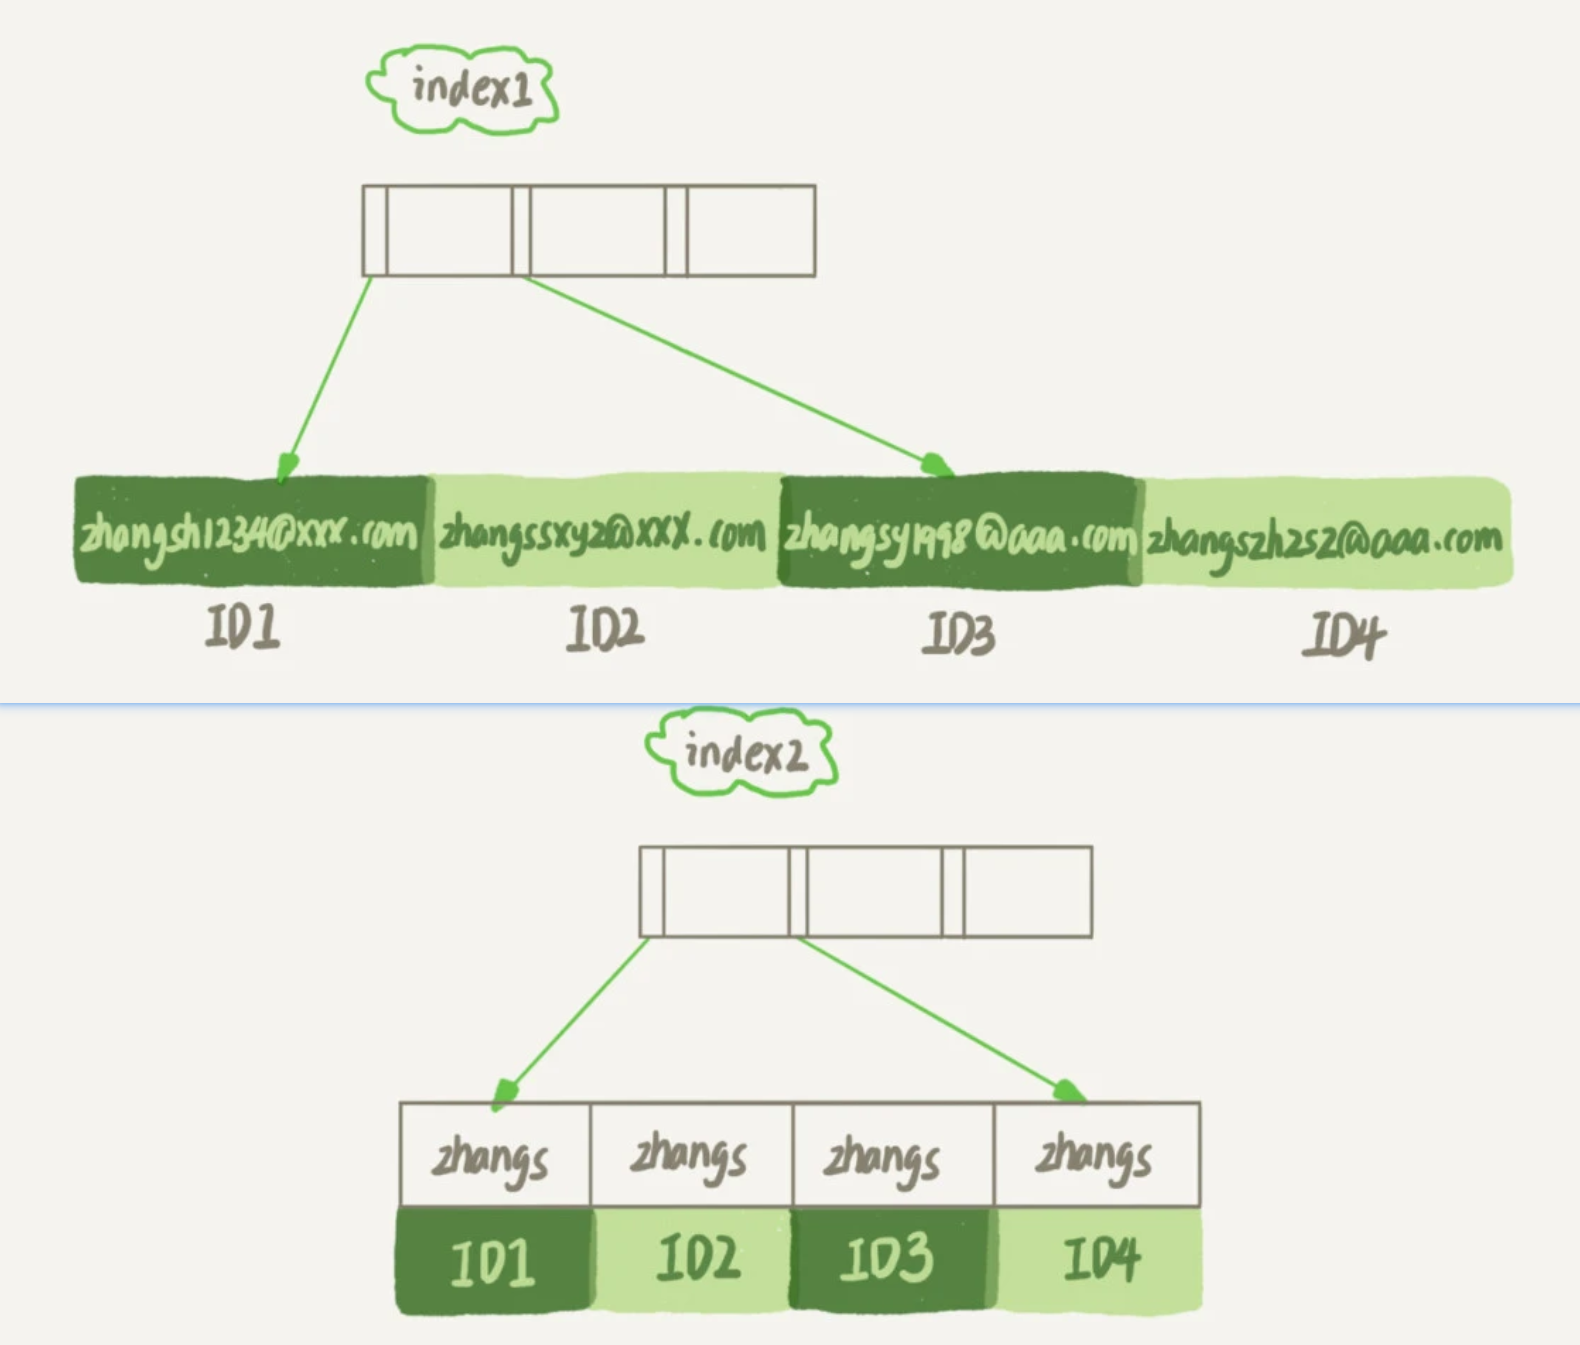 index1
zhangsh1234@xxx.com zhangssxyz@xxx.com zhangsy1998@aaa.com zhangszhzsz@aaa.com
ID1 ID2 ID3 ID4
index2
zhangs zhangs zhangs zhangs
ID1 ID2 ID3 ID4